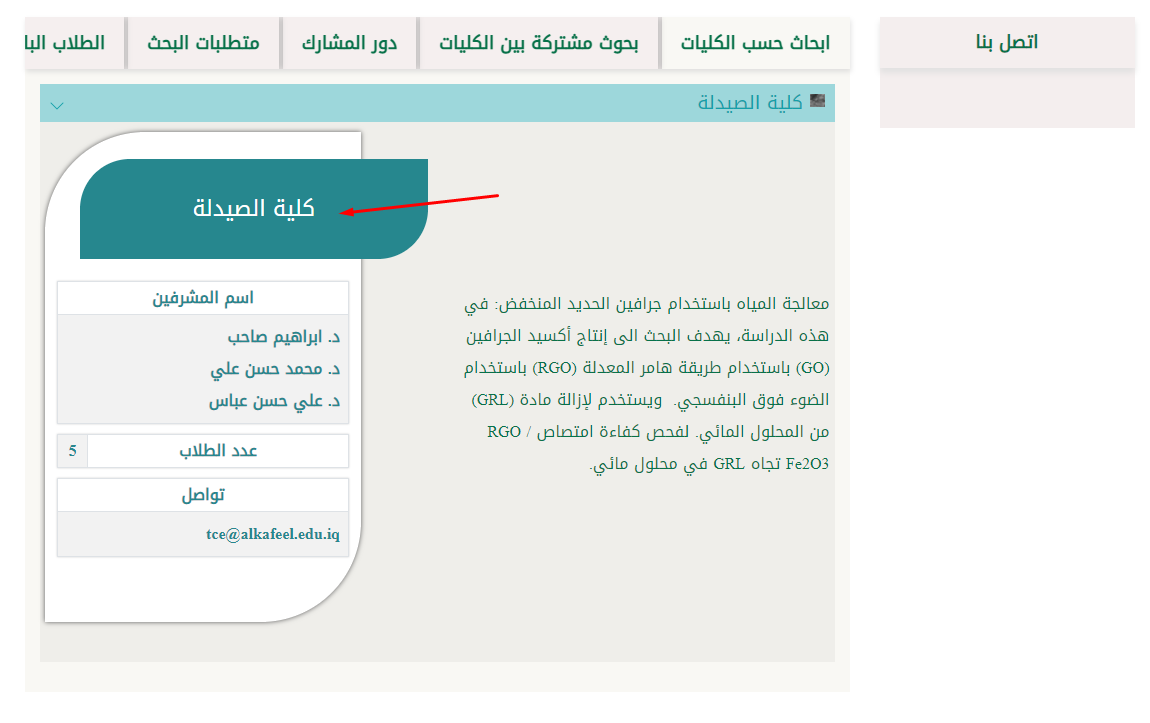 اتصل بنا
ابحاث حسب الكليات
بحوث مشتركة بين الكليات
دور المشارك
متطلبات البحث
الطلاب
كلية الصيدلة
معالجة المياه باستخدام جرافين الحديد المنخفض: في
هذه الدراسة، يهدف البحث الى إنتاج أكسيد الجرافين
(GO) باستخدام طريقة هامر المعدلة (RGO) باستخدام
الضوء فوق البنفسجي. ويستخدم لإزالة مادة (GRL)
من المحلول المائي. لفحص كفاءة امتصاص / RGO
Fe2O3 تجاه GRL في محلول مائي.
كلية الصيدلة
اسم المشرفين
د. ابراهيم صاحب
د. محمد حسن علي
د. علي حسن عباس
عدد الطلاب
5
تواصل
tce@alkafeel.edu.iq